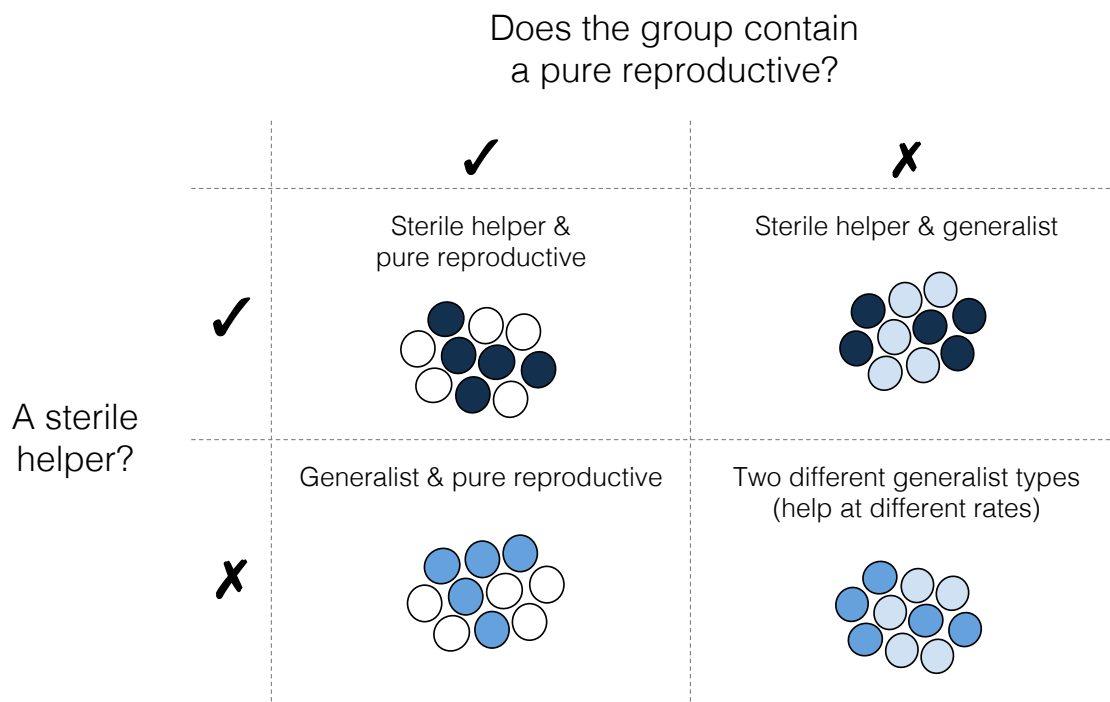 Does the group contain
a pure reproductive?
✓
✗
Sterile helper &
pure reproductive
Sterile helper & generalist
✓
A sterile
helper?
Generalist & pure reproductive
Two different generalist types
(help at different rates)
✗